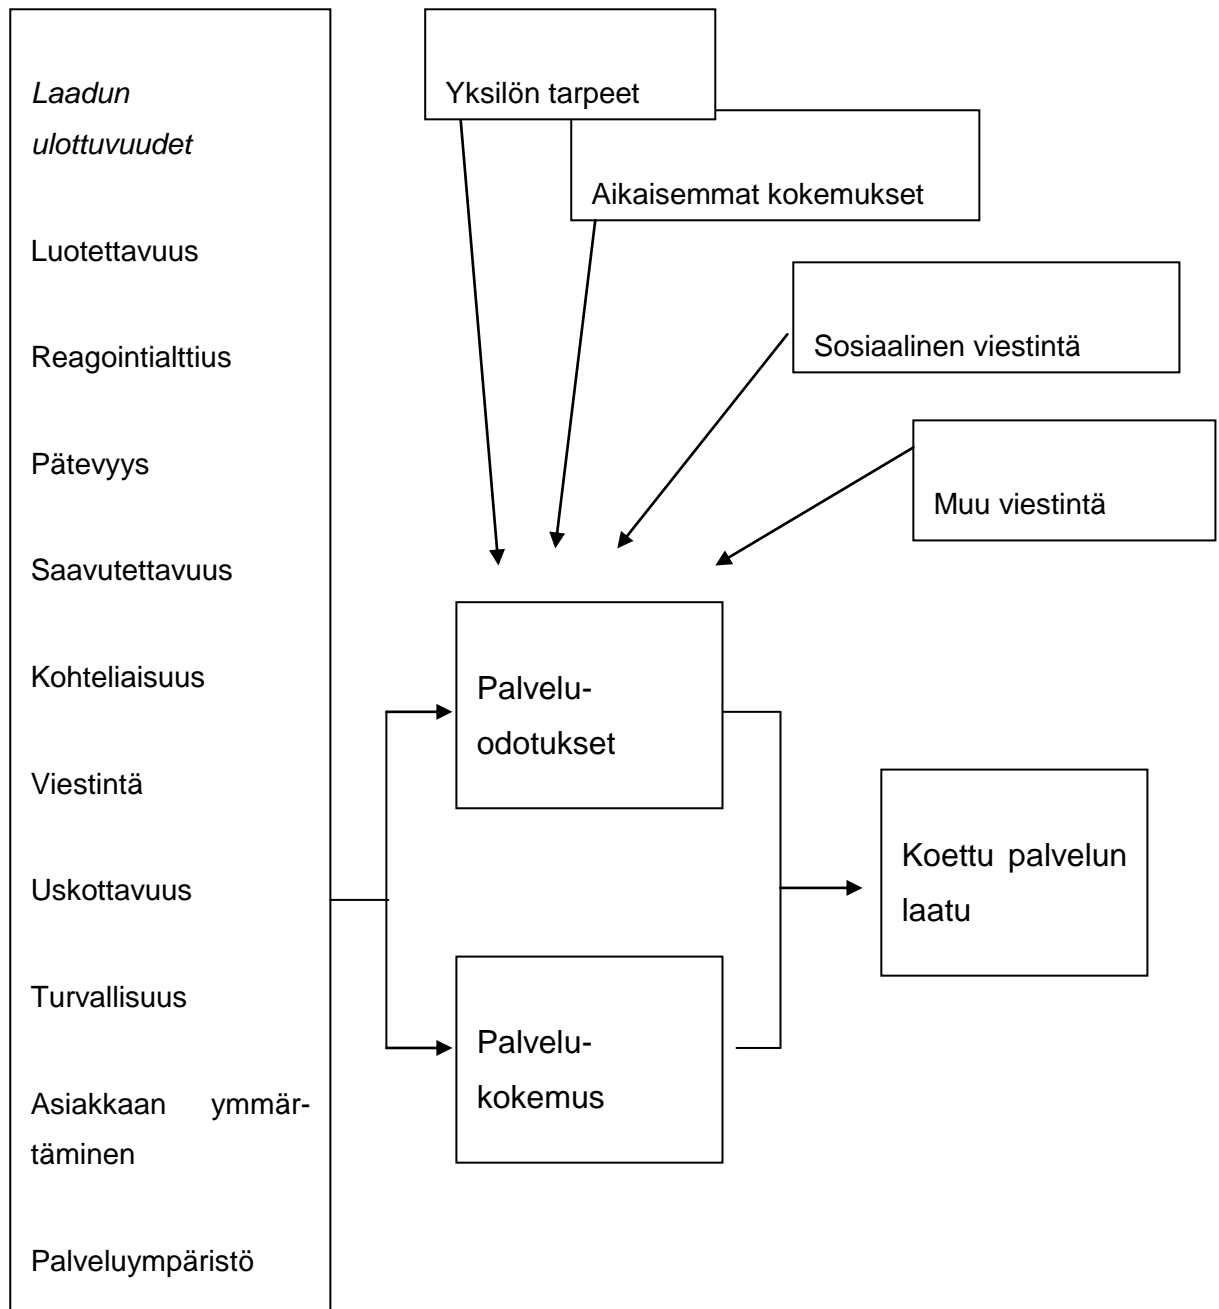 Laadun
ulottuvuudet
Luotettavuus
Reagointialttius
Pätevyys
Saavutettavuus
Kohteliaisuus
Viestintä
Uskottavuus
Turvallisuus
Asiakkaan ymmär-
täminen
Palveluympäristö
Yksilön tarpeet
Aikaisemmat kokemukset
Sosiaalinen viestintä
Muu viestintä
Palvelu-
odotukset
Palvelu-
kokemus
Koettu palvelun
laatu